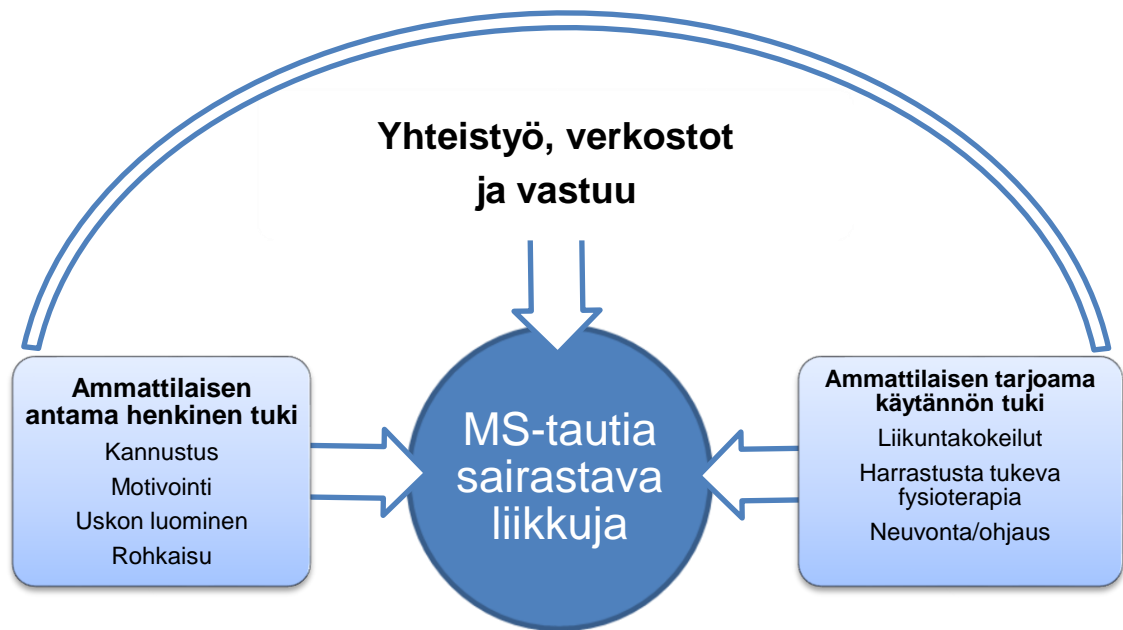 Yhteistyö, verkostot
ja vastuu
Ammattilaisen
antama henkinen tuki
Kannustus
Motivointi
Uskon luominen
Rohkaisu
MS-tautia
sairastava
liikkuja
Ammattilaisen tarjoama
käytännön tuki
Liikuntakokeilut
Harrastusta tukeva
fysioterapia
Neuvonta/ohjaus